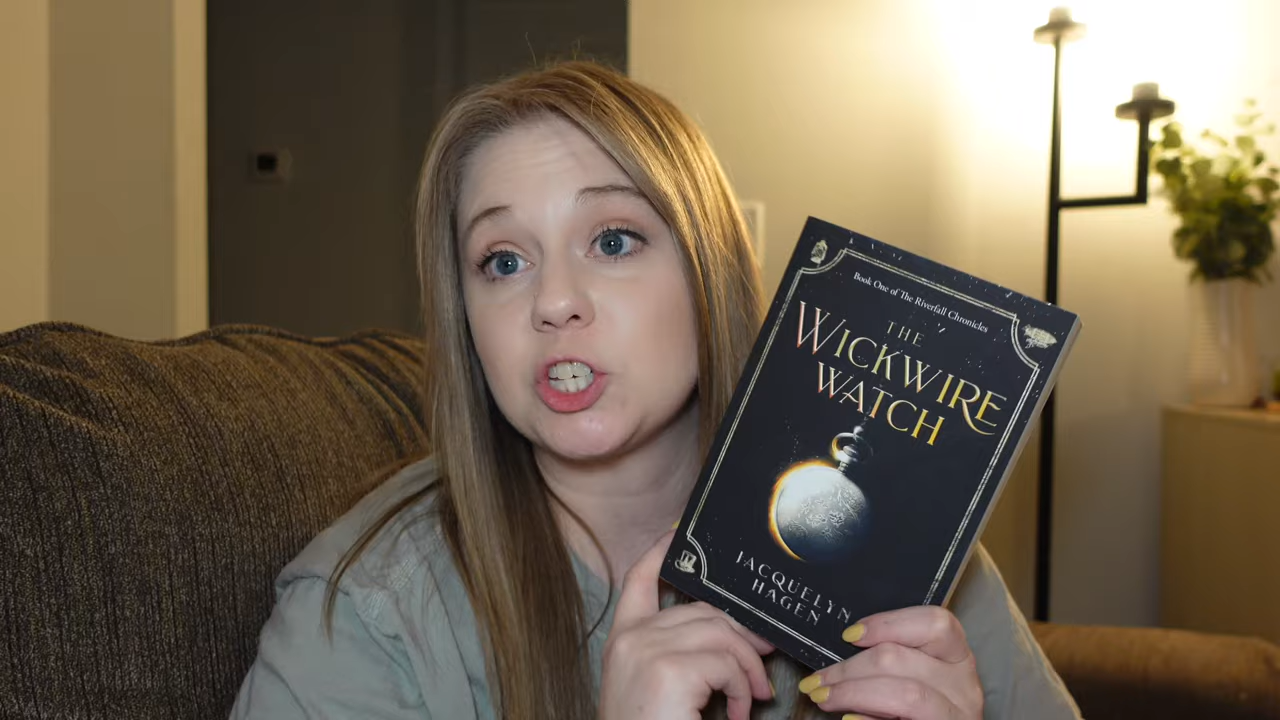 Book One of The Riverfall Chronicles
THE
WICKWIRE
WATCH
JACQUELYN
HAGEN